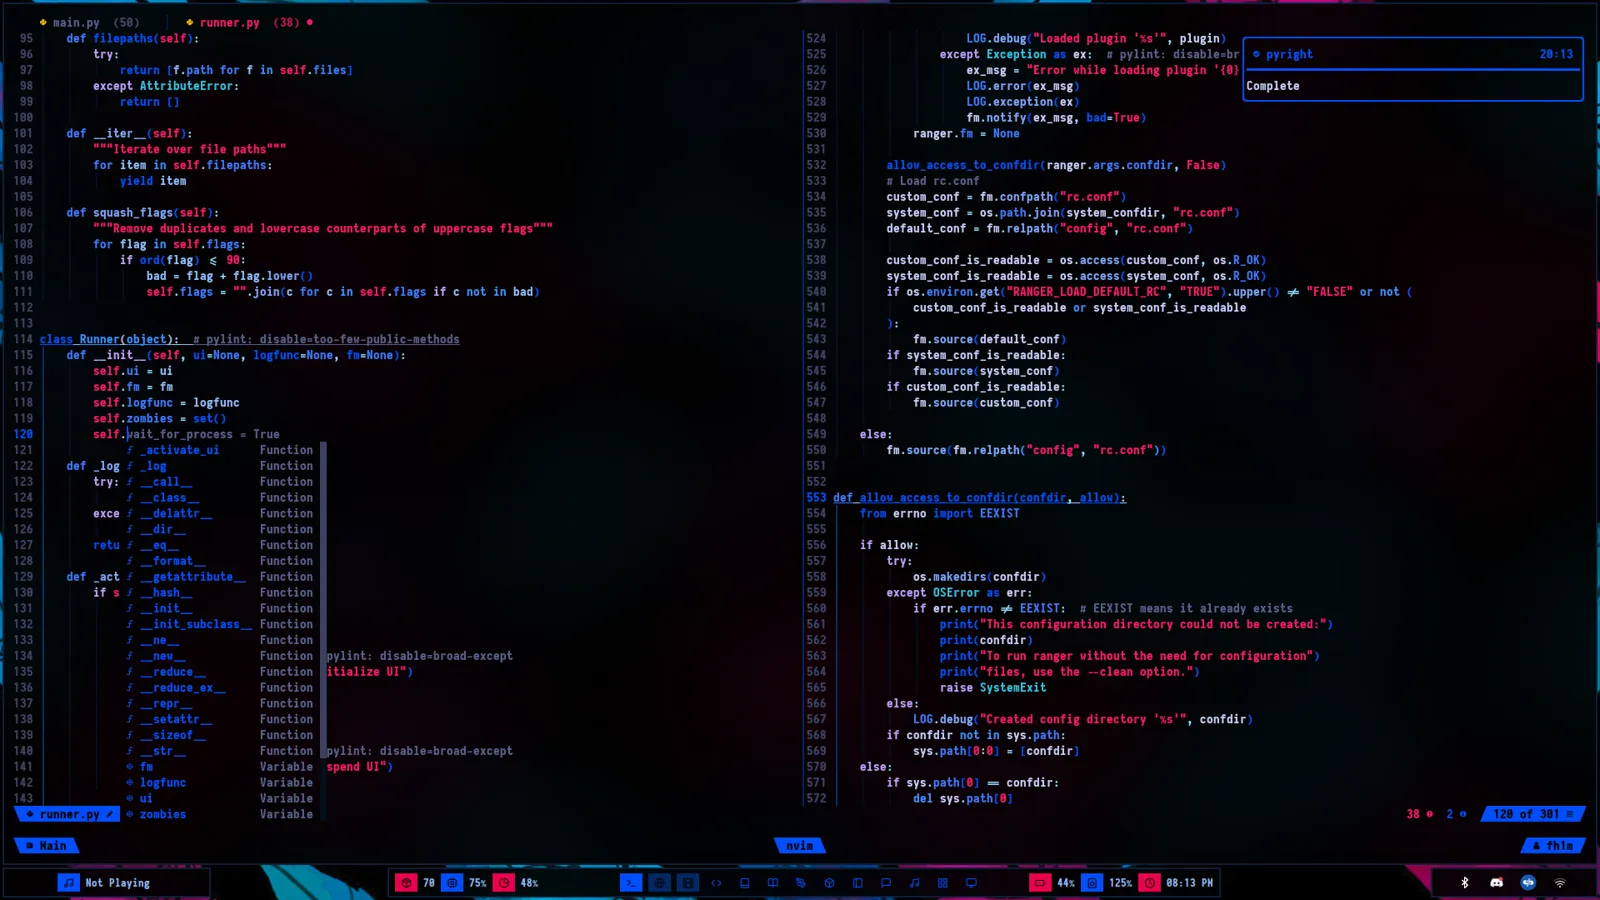 main.py (50)
runner.py (38)
95 def filepaths(self):
96 try:
97 return [f.path for f in self.files]
98 except AttributeError:
99 return []
100
101 def __iter__(self):
102 """Iterate over file paths"""
103 for item in self.filepaths:
104 yield item
105
106 def squash_flags(self):
107 """Remove duplicates and lowercase counterparts of uppercase flags"""
108 for flag in self.flags:
109 if ord(flag) ≤ 90:
110 bad = flag + flag.lower()
111 self.flags = "".join(c for c in self.flags if c not in bad)
112
113
114 class Runner(object): # pylint: disable=too-few-public-methods
115 def __init__(self, ui=None, logfunc=None, fm=None):
116 self.ui = ui
117 self.fm = fm
118 self.logfunc = logfunc
119 self.zombies = set()
120 self.wait_for_process = True
121 f _activate_ui Function
122 def _log f _log Function
123 try: f __call__ Function
124 f __class__ Function
125 exce f __delattr__ Function
126 f __dir__ Function
127 retu f __eq__ Function
128 f __format__ Function
129 def _act f __getattribute__ Function
130 if s f __hash__ Function
131 f __init__ Function
132 f __init_subclass__ Function
133 f __ne__ Function
134 f __new__ Function pylint: disable=broad-except
135 f __reduce__ Function itialize UI")
136 f __reduce_ex__ Function
137 f __repr__ Function
138 f __setattr__ Function
139 f __sizeof__ Function
140 f __str__ Function pylint: disable=broad-except
141 fm Variable spend UI")
142 logfunc Variable
143 ui Variable
runner.py zombies Variable
524 LOG.debug("Loaded plugin '%s'", plugin)
525 except Exception as ex: # pylint: disable=br
526 ex_msg = "Error while loading plugin '{0}
527 LOG.error(ex_msg)
528 LOG.exception(ex)
529 fm.notify(ex_msg, bad=True)
530 ranger.fm = None
531
532 allow_access_to_confdir(ranger.args.confdir, False)
533 # Load rc.conf
534 custom_conf = fm.confpath("rc.conf")
535 system_conf = os.path.join(system_confdir, "rc.conf")
536 default_conf = fm.relpath("config", "rc.conf")
537
538 custom_conf_is_readable = os.access(custom_conf, os.R_OK)
539 system_conf_is_readable = os.access(system_conf, os.R_OK)
540 if os.environ.get("RANGER_LOAD_DEFAULT_RC", "TRUE").upper() ≠ "FALSE" or not (
541 custom_conf_is_readable or system_conf_is_readable
542 ):
543 fm.source(default_conf)
544 if system_conf_is_readable:
545 fm.source(system_conf)
546 if custom_conf_is_readable:
547 fm.source(custom_conf)
548
549 else:
550 fm.source(fm.relpath("config", "rc.conf"))
551
552
553 def allow_access_to_confdir(confdir, allow):
554 from errno import EEXIST
555
556 if allow:
557 try:
558 os.makedirs(confdir)
559 except OSError as err:
560 if err.errno ≠ EEXIST: # EEXIST means it already exists
561 print("This configuration directory could not be created:")
562 print(confdir)
563 print("To run ranger without the need for configuration")
564 print("files, use the --clean option.")
565 raise SystemExit
566 else:
567 LOG.debug("Created config directory '%s'", confdir)
568 if confdir not in sys.path:
569 sys.path[0:0] = [confdir]
570 else:
571 if sys.path[0] == confdir:
572 del sys.path[0]
pyright 20:13
Complete
38 2 120 of 301
Main nvim fh1m
Not Playing 70 75% 48% 44% 125% 08:13 PM